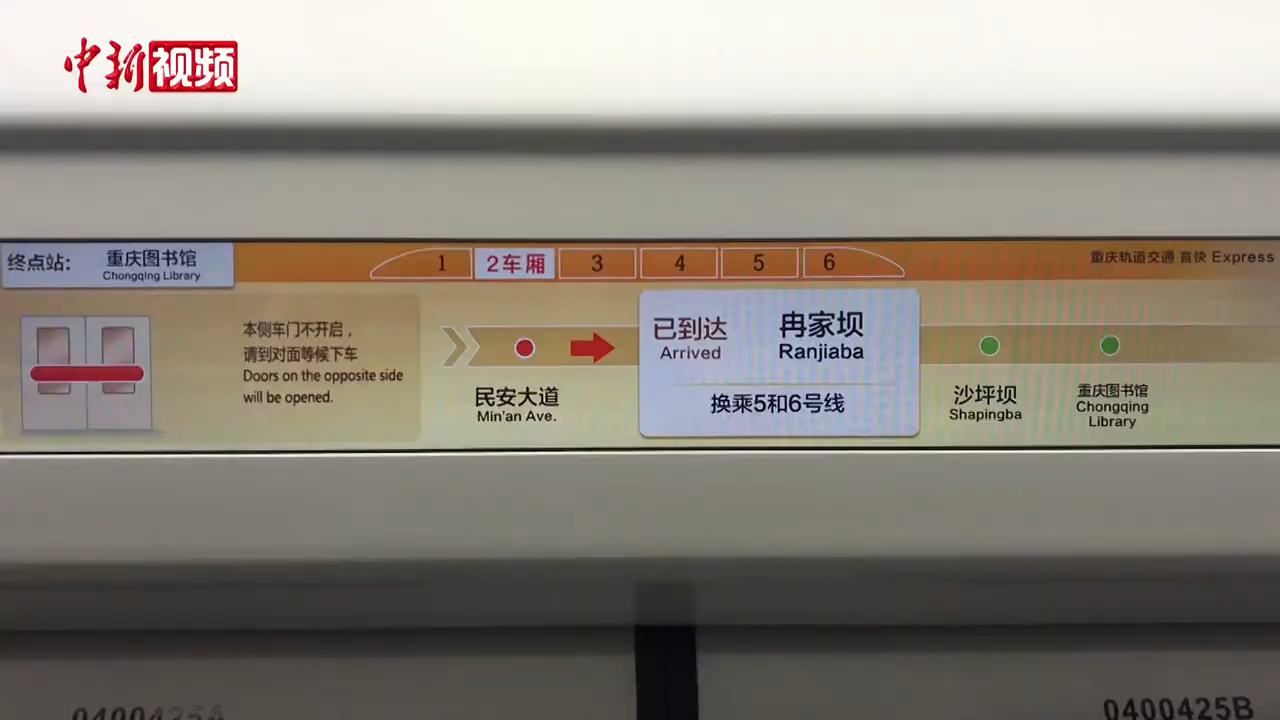 中新视频
终点站：
重庆图书馆
Chongqing Library
1
2车厢
3
4
5
6
重庆轨道交通 直快 Express
本侧车门不开启，
请到对面等候下车
Doors on the opposite side
will be opened.
民安大道
Min'an Ave.
已到达
Arrived
冉家坝
Ranjiaba
换乘5和6号线
沙坪坝
Shapingba
重庆图书馆
Chongqing
Library
0400425A
0400425B